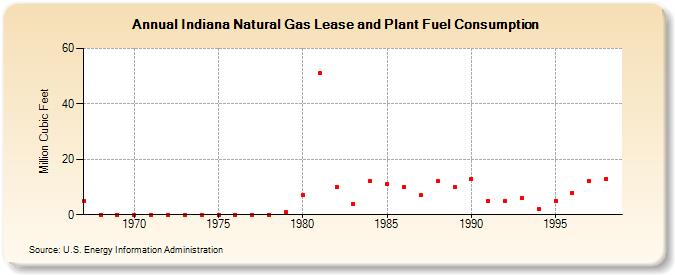 Annual Indiana Natural Gas Lease and Plant Fuel Consumption
Million Cubic Feet
60
40
20
0
1970 1975 1980 1985 1990 1995
Source: U.S. Energy Information Administration